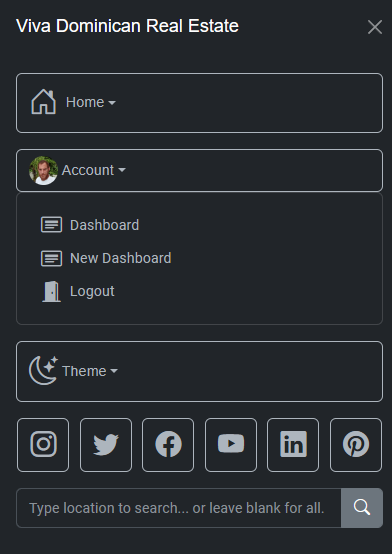 Viva Dominican Real Estate
Home
Account
Dashboard
New Dashboard
Logout
Theme
Type location to search... or leave blank for all.